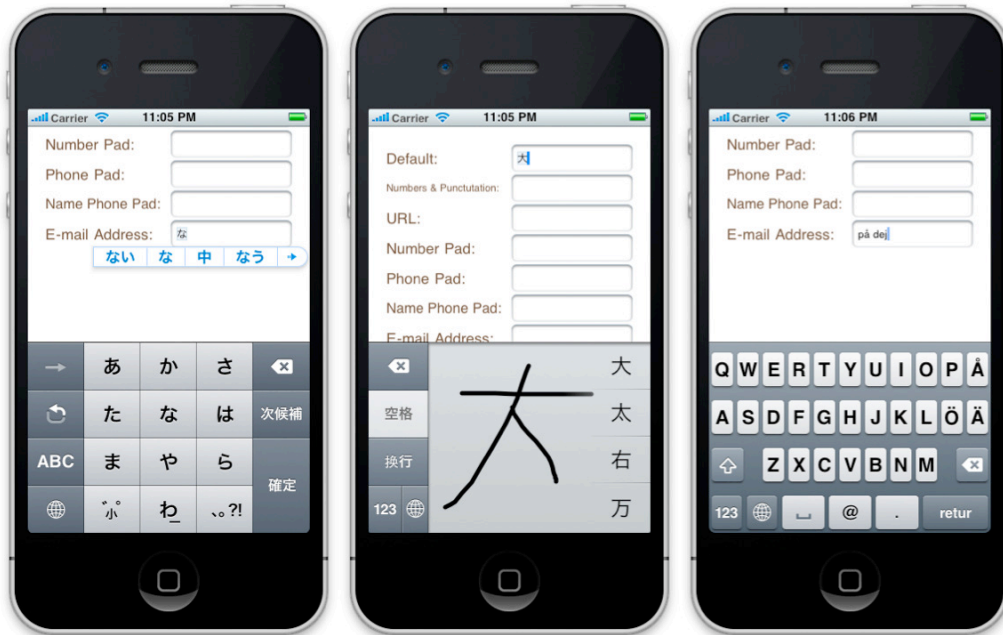 Carrier 11:05 PM
Number Pad:
Phone Pad:
Name Phone Pad:
E-mail Address: な
ない な 中 なう
あ か さ
た な は 次候補
ABC ま や ら 確定
゛゜小 わ 、。?!
Carrier 11:05 PM
Default: 大
Numbers & Punctutation:
URL:
Number Pad:
Phone Pad:
Name Phone Pad:
E-mail Address:
大
空格 太
换行 右
123 万
大
Carrier 11:06 PM
Number Pad:
Phone Pad:
Name Phone Pad:
E-mail Address: på dej
Q W E R T Y U I O P Å
A S D F G H J K L Ö Ä
Z X C V B N M
123 @ . retur